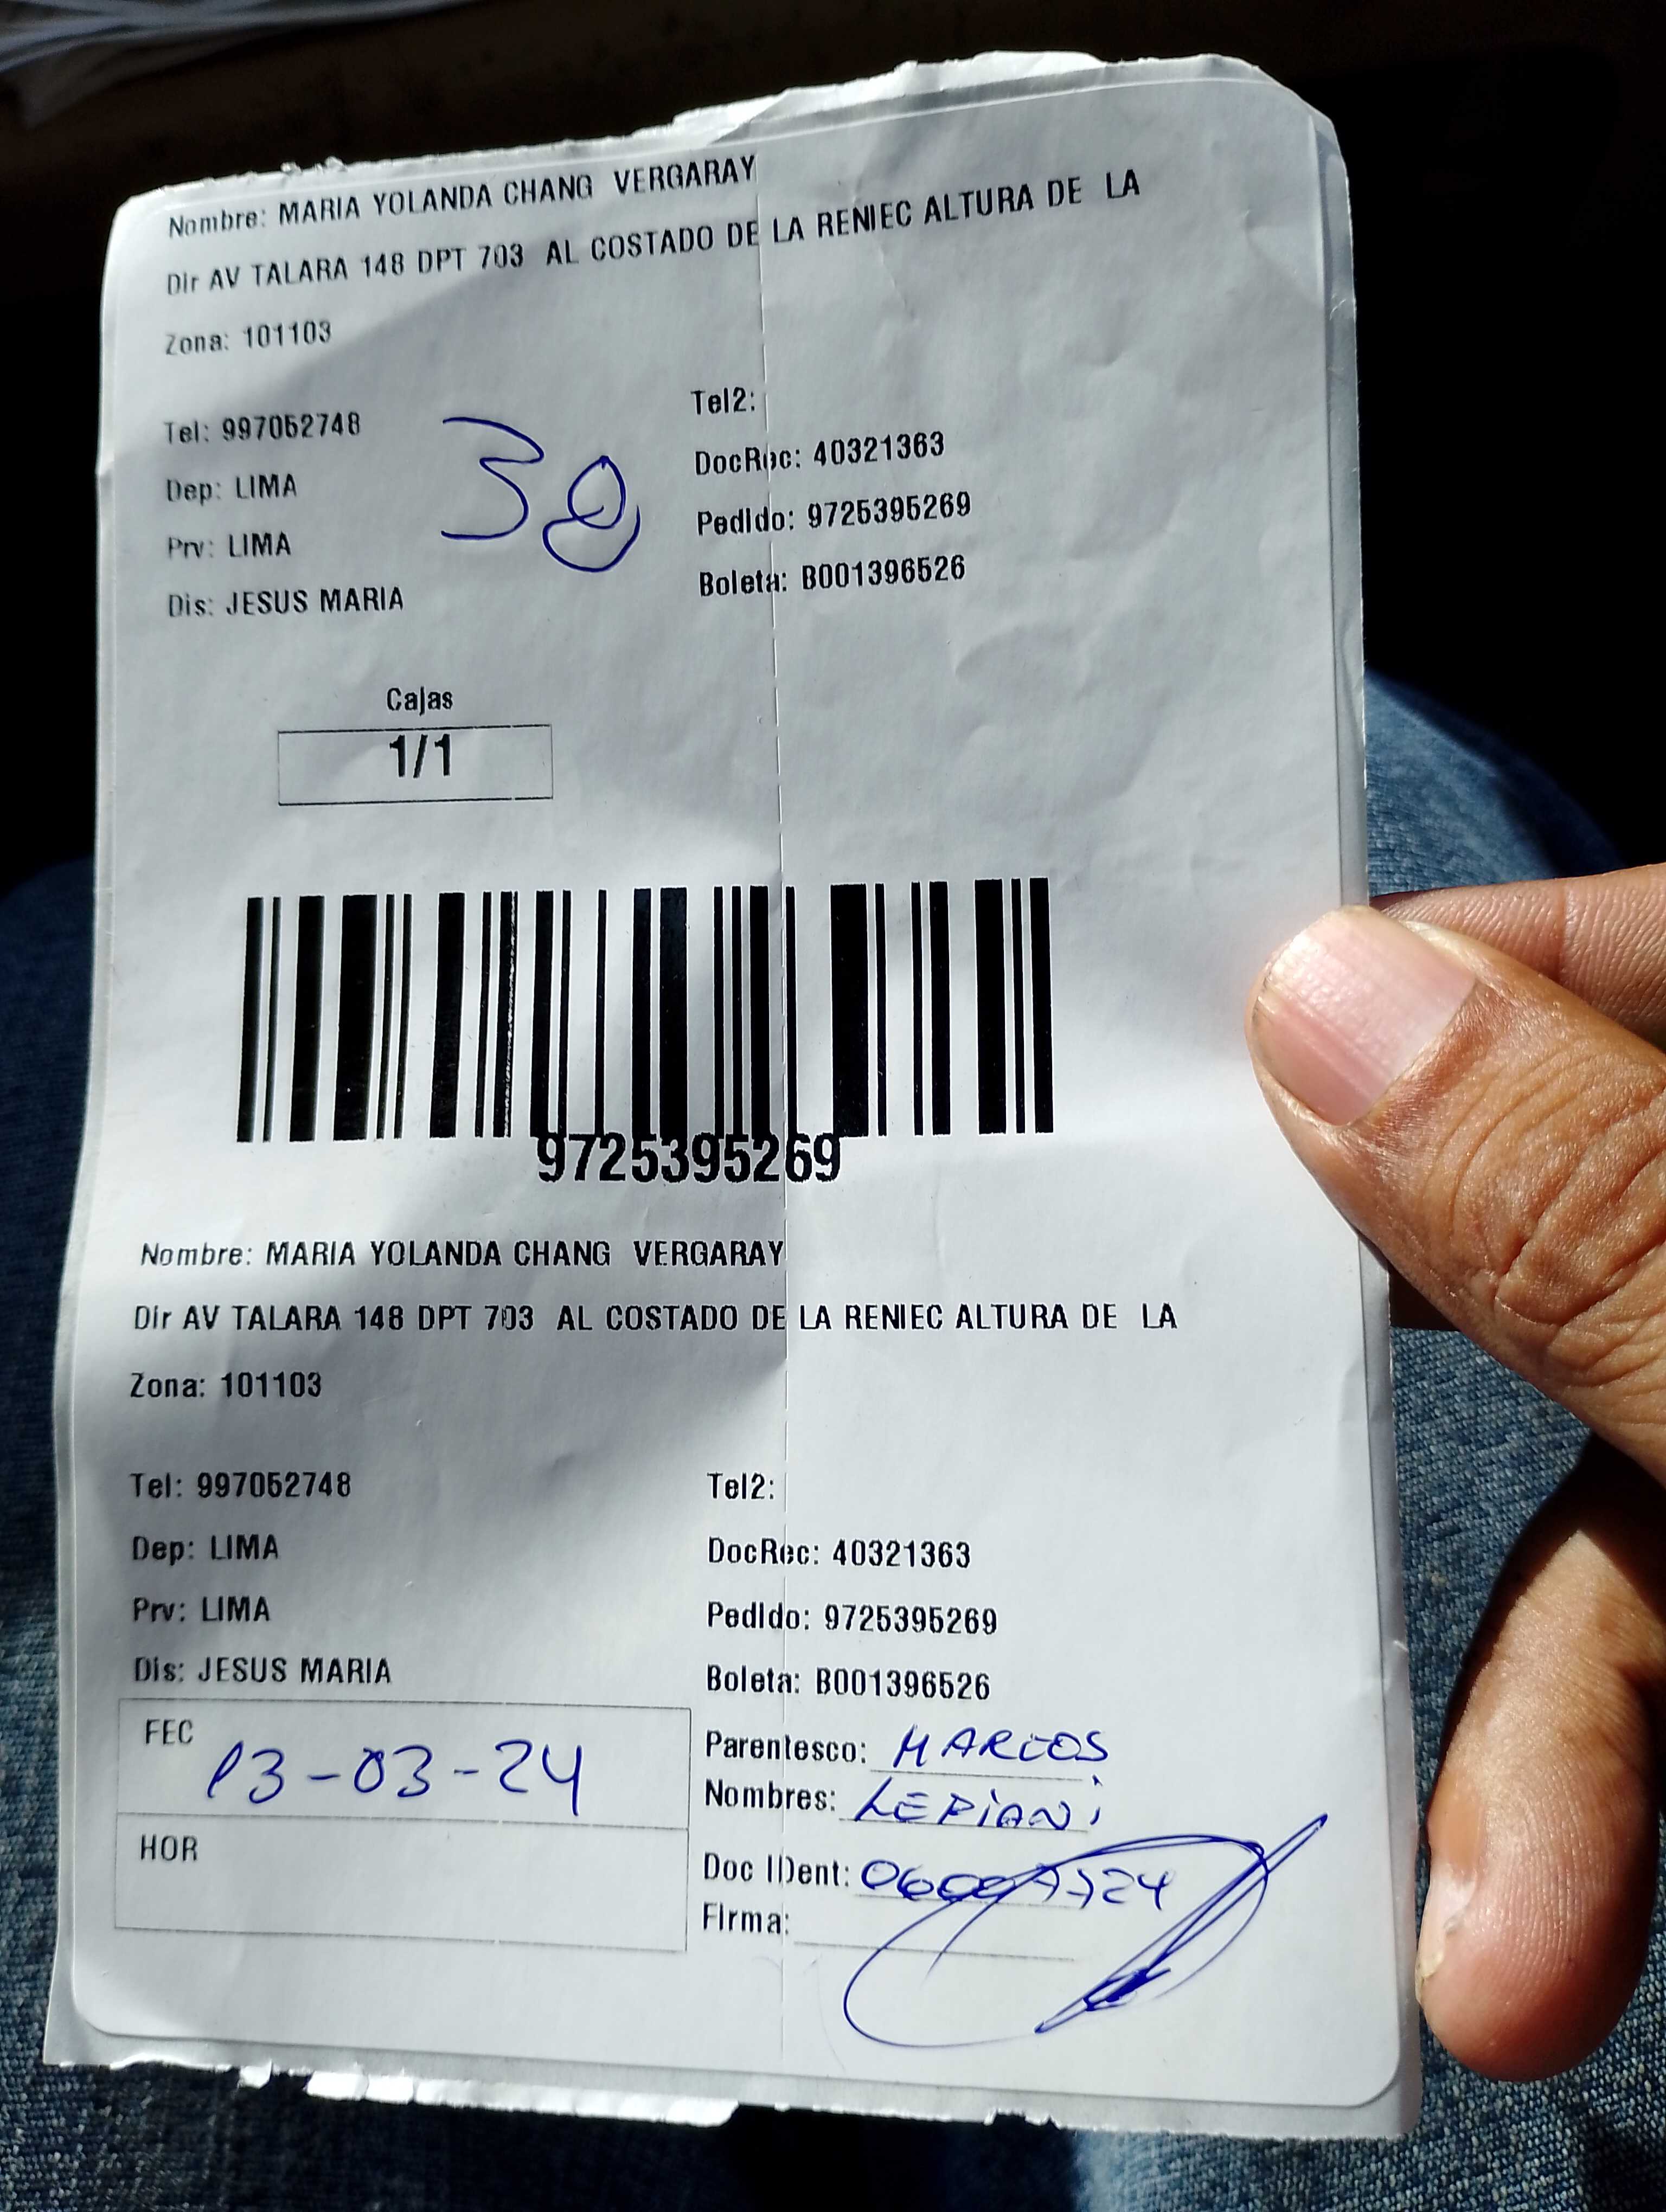 Nombre: MARIA YOLANDA CHANG VERGARAY
Dir AV TALARA 148 DPT 703 AL COSTADO DE LA RENIEC ALTURA DE LA
Zona: 101103
Tel: 997052748
Tel2:
30
Dep: LIMA
DocRec: 40321363
Prv: LIMA
Pedido: 9725395269
Dis: JESUS MARIA
Boleta: B001396526
Cajas
1/1
9725395269
Nombre: MARIA YOLANDA CHANG VERGARAY
Dir AV TALARA 148 DPT 703 AL COSTADO DE LA RENIEC ALTURA DE LA
Zona: 101103
Tel: 997052748
Tel2:
Dep: LIMA
DocRec: 40321363
Prv: LIMA
Pedido: 9725395269
Dis: JESUS MARIA
Boleta: B001396526
FEC 13-03-24
Parentesco: MARCOS
Nombres: LEPiANi
HOR
Doc IDent:
Firma: